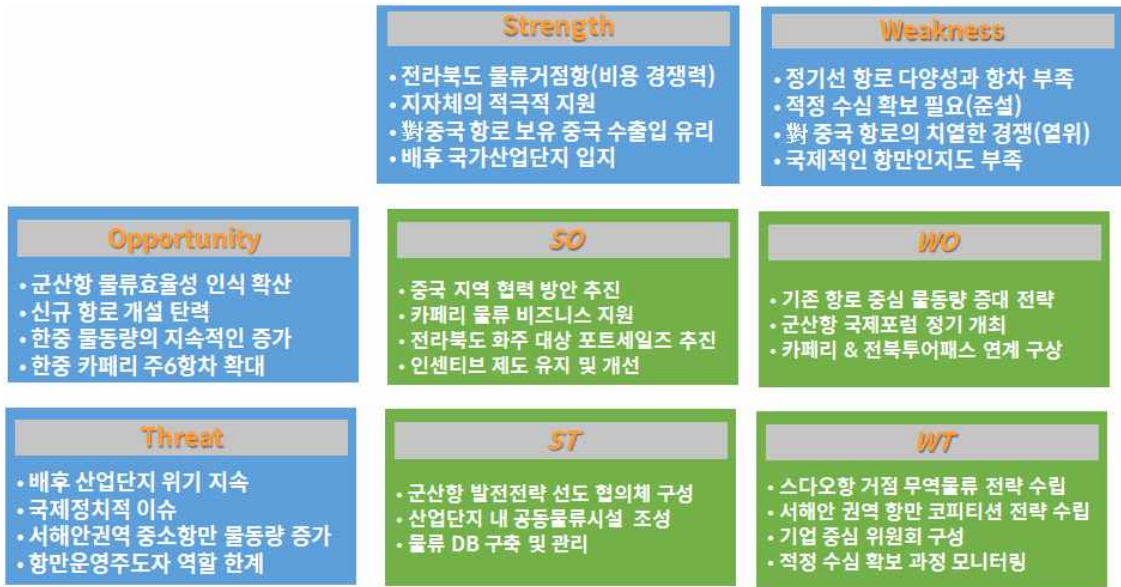 Strength
• 전라북도 물류거점항(비용 경쟁력)
• 지자체의 적극적 지원
• 對중국 항로 보유 중국 수출입 유리
• 배후 국가산업단지 입지
Weakness
• 정기선 항로 다양성과 항차 부족
• 적정 수심 확보 필요(준설)
• 對 중국 항로의 치열한 경쟁(열위)
• 국제적인 항만인지도 부족
Opportunity
• 군산항 물류효율성 인식 확산
• 신규 항로 개설 탄력
• 한중 물동량의 지속적인 증가
• 한중 카페리 주6항차 확대
SO
• 중국 지역 협력 방안 추진
• 카페리 물류 비즈니스 지원
• 전라북도 화주 대상 포트세일즈 추진
• 인센티브 제도 유지 및 개선
WO
• 기존 항로 중심 물동량 증대 전략
• 군산항 국제포럼 정기 개최
• 카페리 & 전북투어패스 연계 구상
Threat
• 배후 산업단지 위기 지속
• 국제정치적 이슈
• 서해안권역 중소항만 물동량 증가
• 항만운영주도자 역할 한계
ST
• 군산항 발전전략 선도 협의체 구성
• 산업단지 내 공동물류시설 조성
• 물류 DB 구축 및 관리
WT
• 스다오항 거점 무역물류 전략 수립
• 서해안 권역 항만 코피티션 전략 수립
• 기업 중심 위원회 구성
• 적정 수심 확보 과정 모니터링